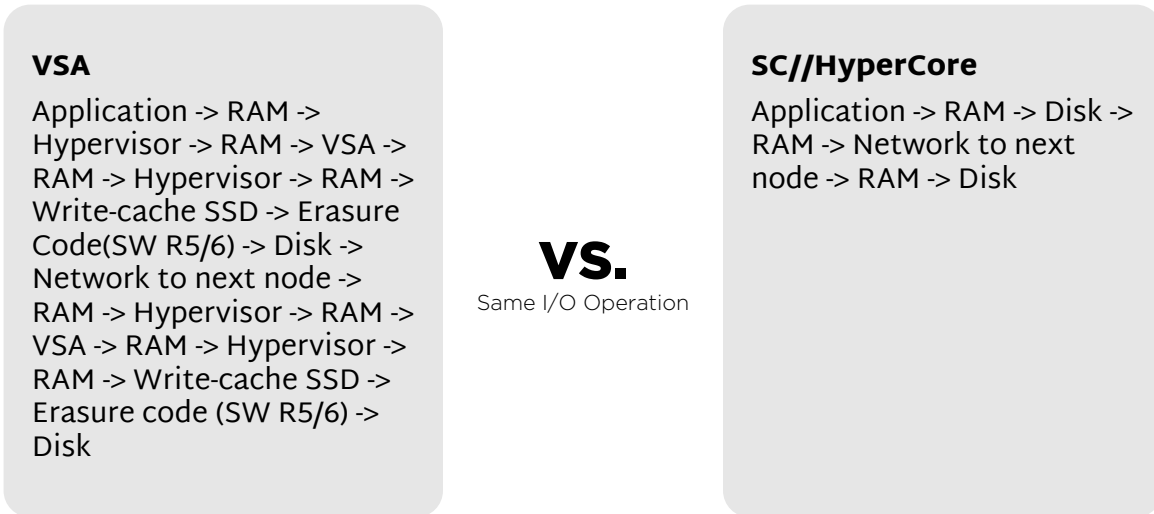 VSA
Application -> RAM ->
Hypervisor -> RAM -> VSA ->
RAM -> Hypervisor -> RAM ->
Write-cache SSD -> Erasure
Code(SW R5/6) -> Disk ->
Network to next node ->
RAM -> Hypervisor -> RAM ->
VSA -> RAM -> Hypervisor ->
RAM -> Write-cache SSD ->
Erasure code (SW R5/6) ->
Disk
vs.
Same I/O Operation
SC//HyperCore
Application -> RAM -> Disk ->
RAM -> Network to next
node -> RAM -> Disk